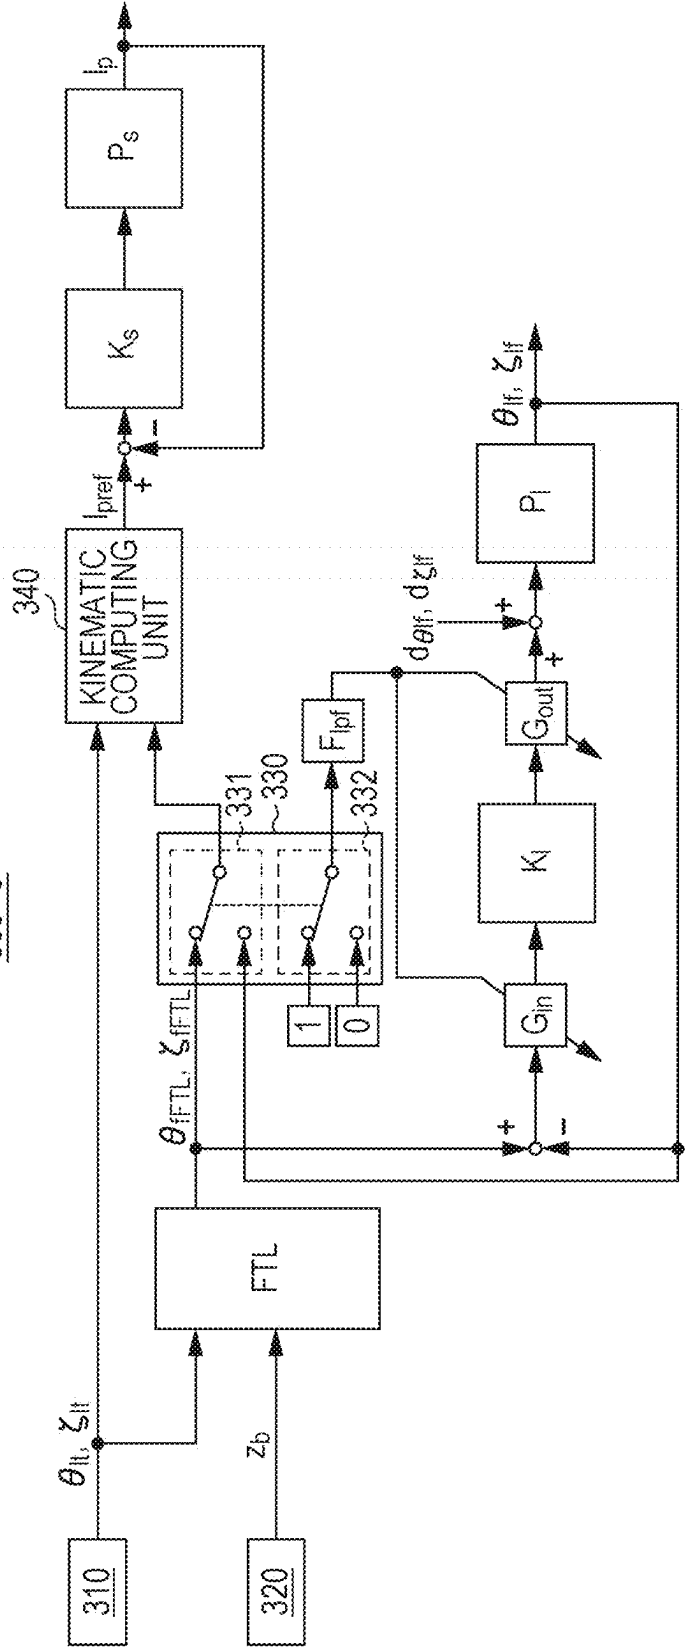 310
θlt, ζlt
320
zb
FTL
θfFTL, ζfFTL
1
0
331
330
332
340
KINEMATIC
COMPUTING
UNIT
lpref
+
−
Ks
Ps
lp
Flpf
+
−
Gin
Kl
Gout
dθlf, dζlf
+
+
Pl
θlf, ζlf